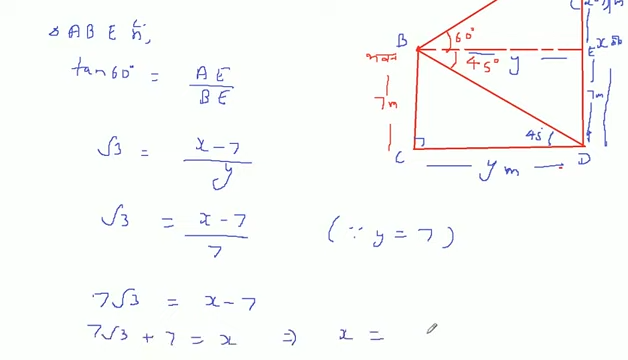 Δ A B E में,
tan 60° = AE / BE
√3 = x - 7 / y
√3 = x - 7 / 7 (∵ y = 7)
7√3 = x - 7
7√3 + 7 = x ⇒ x =
B 60°
45° y E
भवन
7m 7m
45°
C y m D